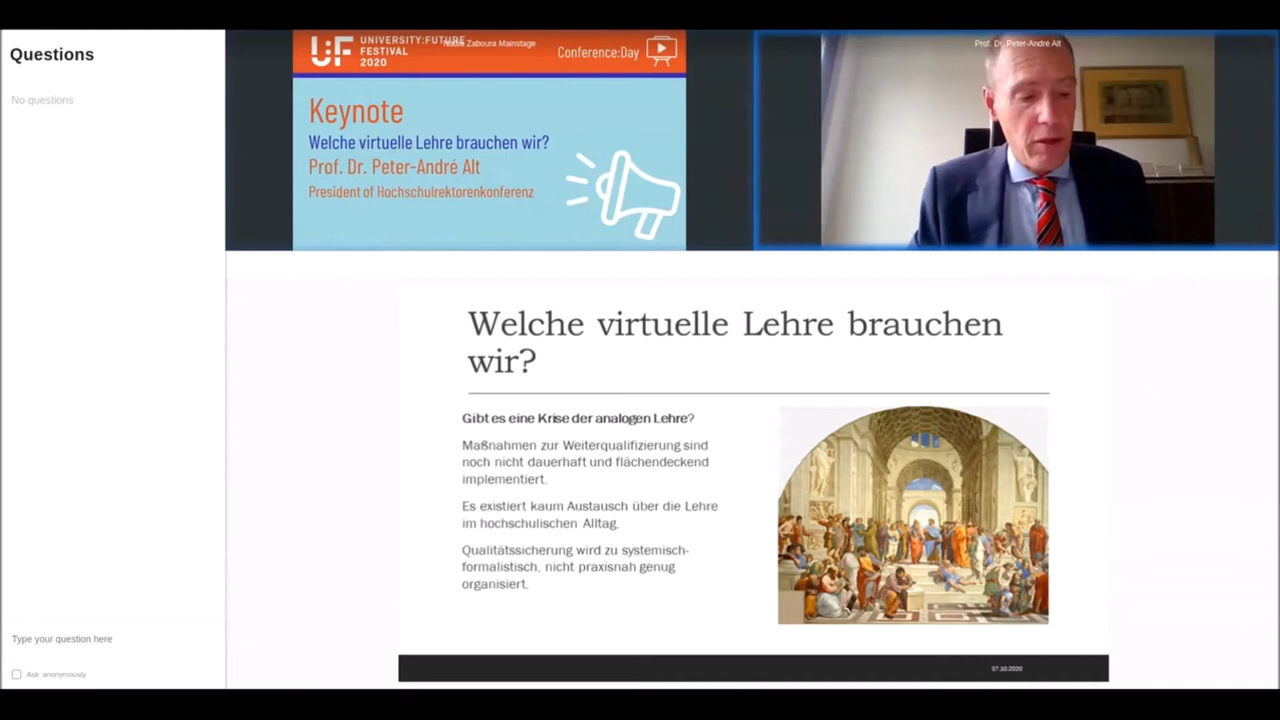 Questions
No questions
Type your question here
Ask anonymously
UNIVERSITY:FUTURE
FESTIVAL
2020
Zaboura Mainstage
Conference:Day
Keynote
Welche virtuelle Lehre brauchen wir?
Prof. Dr. Peter-André Alt
President of Hochschulrektorenkonferenz
Prof. Dr. Peter-André Alt
Welche virtuelle Lehre brauchen
wir?
Gibt es eine Krise der analogen Lehre?
Maßnahmen zur Weiterqualifizierung sind
noch nicht dauerhaft und flächendeckend
implementiert.
Es existiert kaum Austausch über die Lehre
im hochschulischen Alltag.
Qualitätssicherung wird zu systemisch-
formalistisch, nicht praxisnah genug
organisiert.
07.10.2020